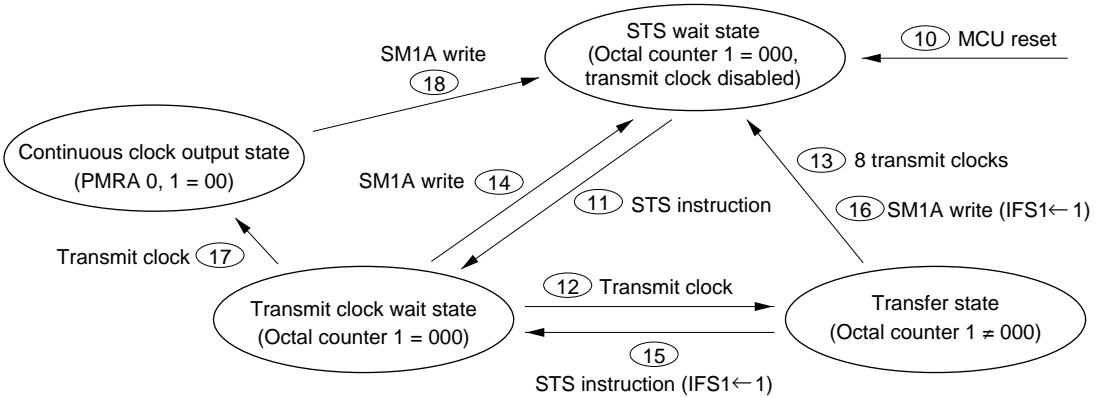 STS wait state
(Octal counter 1 = 000,
transmit clock disabled)
10 MCU reset
SM1A write
18
Continuous clock output state
(PMRA 0, 1 = 00)
SM1A write 14
11 STS instruction
13 8 transmit clocks
16 SM1A write (IFS1← 1)
Transmit clock 17
Transmit clock wait state
(Octal counter 1 = 000)
12 Transmit clock
Transfer state
(Octal counter 1 ≠ 000)
15
STS instruction (IFS1← 1)